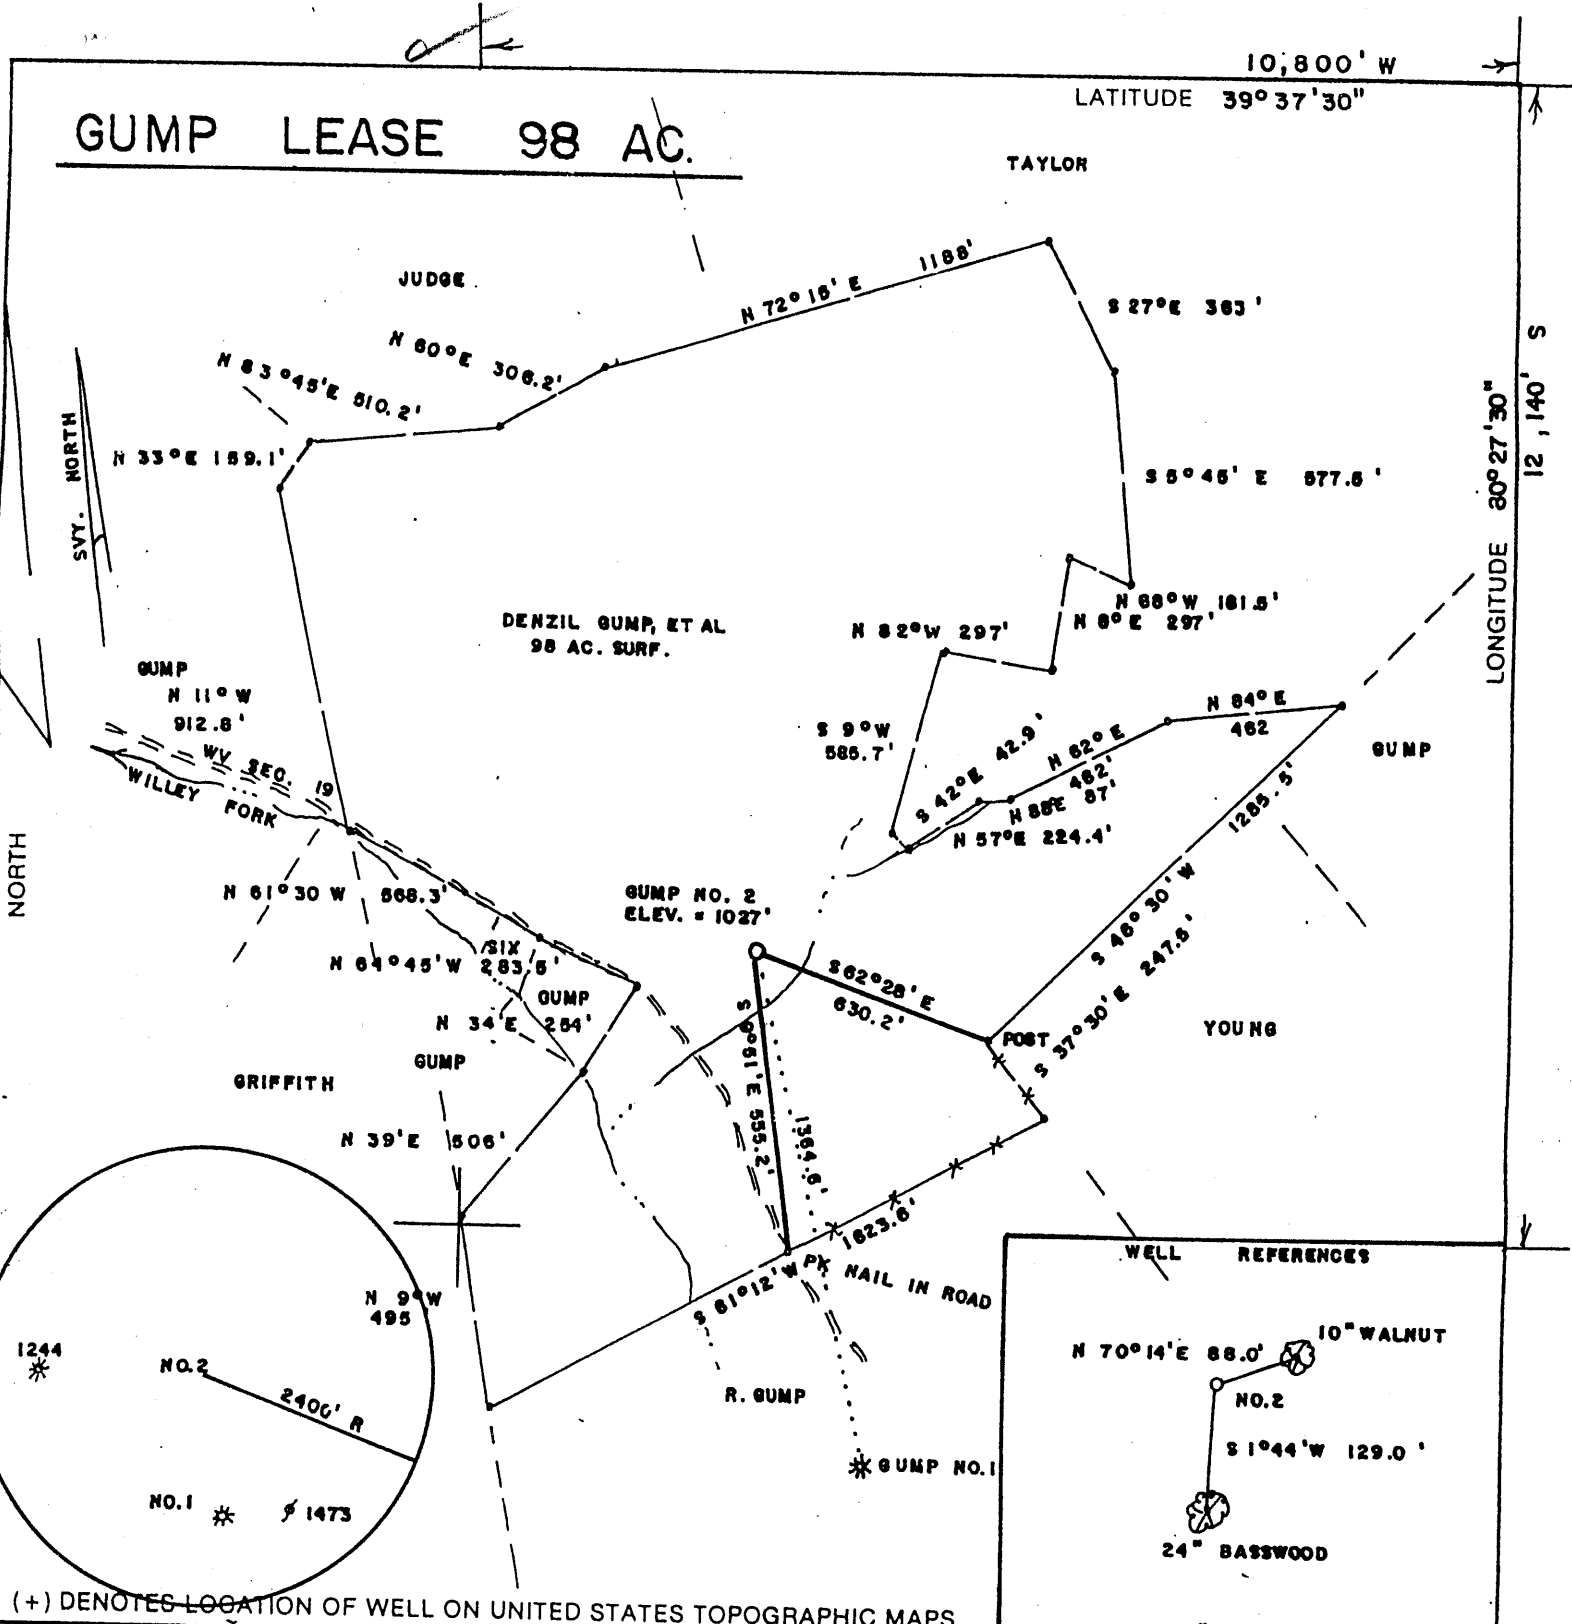 10,800' W
LATITUDE 39°37'30"
GUMP LEASE 98 AC.
TAYLOR
JUDGE
N 72°15' E 1188'
S 27°E 363'
N 60°E 306.2'
N 83°45'E 510.2'
N 33°E 159.1'
SVY. NORTH
S 5°45' E 577.5'
LONGITUDE 80°27'30"
12,140' S
N 68°W 181.5'
N 8°E 297'
N 82°W 297'
DENZIL GUMP, ET AL
98 AC. SURF.
GUMP
N 11° W
912.8'
WV SEC. 19
WILLEY FORK
S 9°W
585.7'
S 42°E 42.9'
N 62°E
462'
N 84°E
462
GUMP
N 88E 87'
N 57°E 224.4'
1285.5'
S 46°30' W
NORTH
N 61°30 W 568.3'
GUMP NO. 2
ELEV. = 1027'
SIX
N 64°45'W 283.5'
GUMP
N 34'E 264'
GUMP
S62°28'E
630.2'
POST
S 37°30'E 247.5'
YOUNG
GRIFFITH
S 9°51'E 555.2'
1364.6'
N 39'E 506'
1623.6'
S 61°12'W
PK NAIL IN ROAD
N 9°W
495
R. GUMP
GUMP NO.1
1244
NO.2
2400' R
NO.1
1473
WELL REFERENCES
10" WALNUT
N 70°14'E 88.0'
NO.2
S 1°44'W 129.0'
24" BASSWOOD
(+) DENOTES LOCATION OF WELL ON UNITED STATES TOPOGRAPHIC MAPS